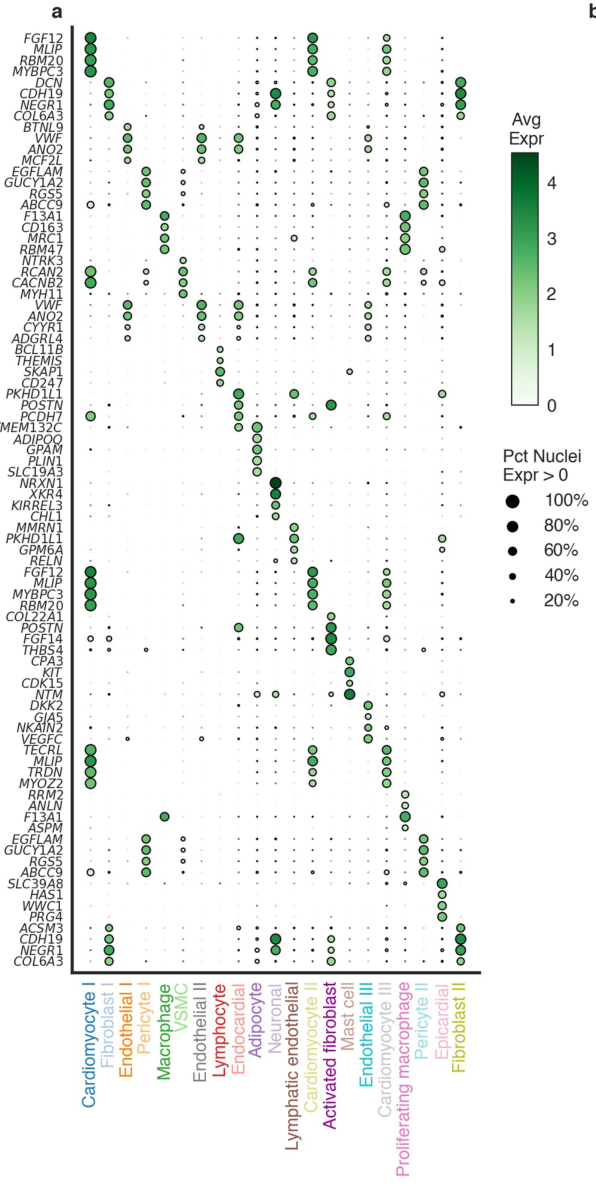 a
b
FGF12
MLIP
RBM20
MYBPC3
DCN
CDH19
NEGR1
COL6A3
BTNL9
VWF
ANO2
MCF2L
EGFLAM
GUCY1A2
RGS5
ABCC9
F13A1
CD163
MRC1
RBM47
NTRK3
RCAN2
CACNB2
MYH11
VWF
ANO2
CYYR1
ADGRL4
BCL11B
THEMIS
SKAP1
CD247
PKHD1L1
POSTN
PCDH7
MEM132C
ADIPOQ
GPAM
PLIN1
SLC19A3
NRXN1
XKR4
KIRREL3
CHL1
MMRN1
PKHD1L1
GPM6A
RELN
FGF12
MLIP
MYBPC3
RBM20
COL22A1
POSTN
FGF14
THBS4
CPA3
KIT
CDK15
NTM
DKK2
GJA5
NKAIN2
VEGFC
TECRL
MLIP
TRDN
MYOZ2
RRM2
ANLN
F13A1
ASPM
EGFLAM
GUCY1A2
RGS5
ABCC9
SLC39A8
HAS1
WWC1
PRG4
ACSM3
CDH19
NEGR1
COL6A3
Cardiomyocyte I
Fibroblast I
Endothelial I
Pericyte I
Macrophage
VSMC
Endothelial II
Lymphocyte
Endocardial
Adipocyte
Neuronal
Lymphatic endothelial
Cardiomyocyte II
Activated fibroblast
Mast cell
Endothelial III
Cardiomyocyte III
Proliferating macrophage
Pericyte II
Epicardial
Fibroblast II
Avg
Expr
4
3
2
1
0
Pct Nuclei
Expr > 0
100%
80%
60%
40%
20%